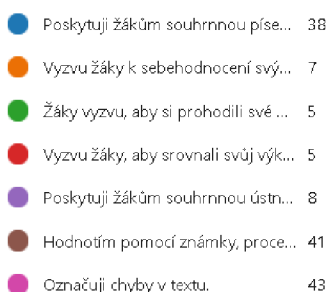 Poskytuji žákům souhrnnou píse... 38
Vyzvu žáky k sebehodnocení svý... 7
Žáky vyzvu, aby si prohodili své ... 5
Vyzvu žáky, aby srovnali svůj výk... 5
Poskytuji žákům souhrnnou ústn... 8
Hodnotím pomocí známky, proce... 41
Označuji chyby v textu. 43